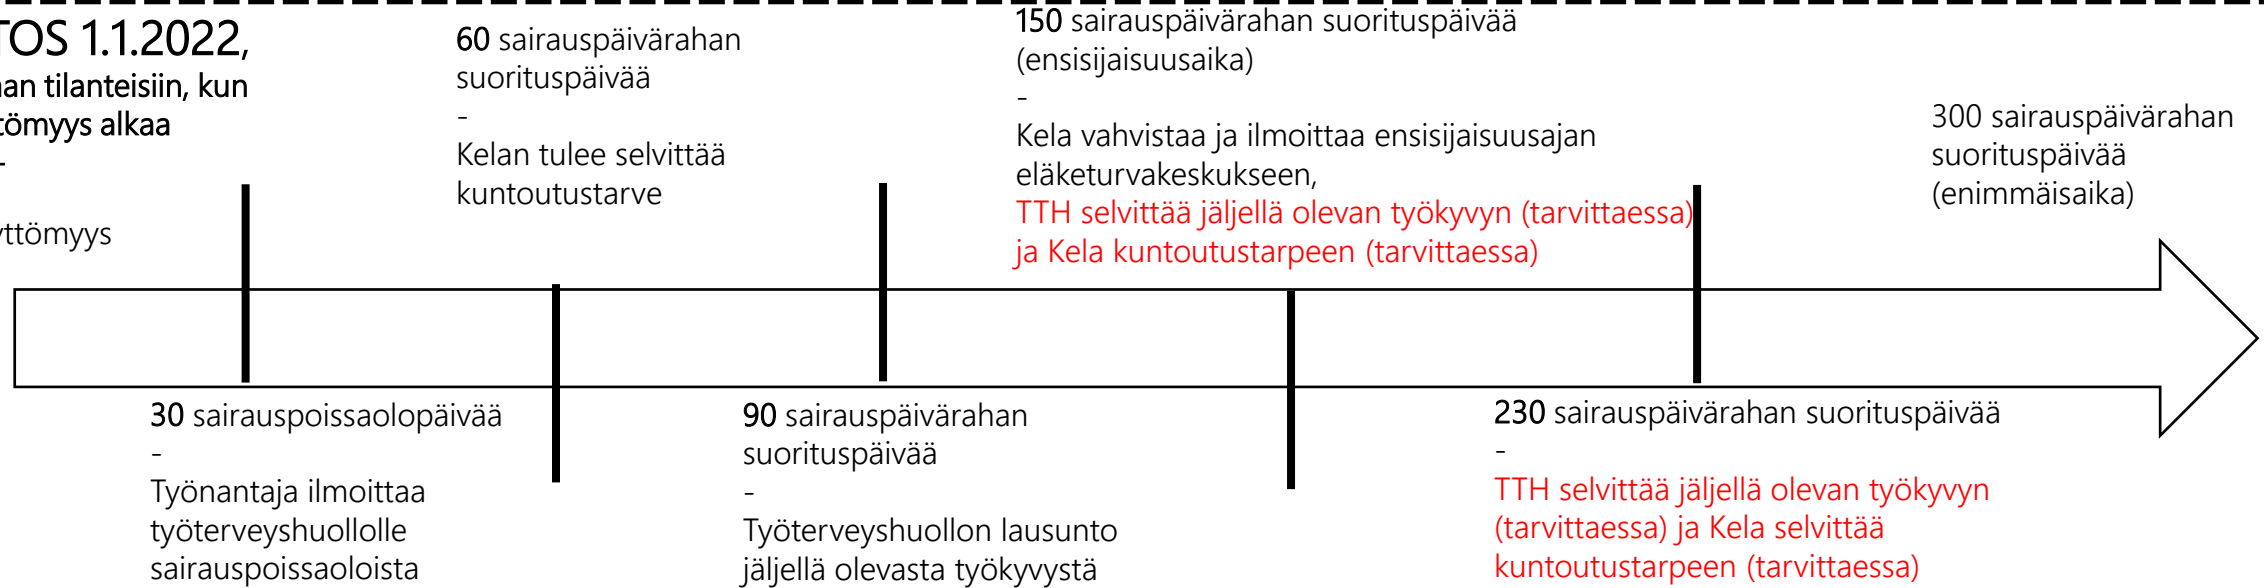 TOS 1.1.2022,
tilanteisiin, kun
alkaa
-
60 sairauspäivärahan
suorituspäivää
-
Kelan tulee selvittää
kuntoutustarve
150 sairauspäivärahan suorituspäivää
(ensisijaisuusaika)
-
Kela vahvistaa ja ilmoittaa ensisijaisuusajan
eläketurvakeskukseen,
TTH selvittää jäljellä olevan työkyvyn (tarvittaessa)
ja Kela kuntoutustarpeen (tarvittaessa)
300 sairauspäivärahan
suorituspäivää
(enimmäisaika)
30 sairauspoissaolopäivää
-
Työnantaja ilmoittaa
työterveyshuollolle
sairauspoissaoloista
90 sairauspäivärahan
suorituspäivää
-
Työterveyshuollon lausunto
jäljellä olevasta työkyvystä
230 sairauspäivärahan suorituspäivää
-
TTH selvittää jäljellä olevan työkyvyn
(tarvittaessa) ja Kela selvittää
kuntoutustarpeen (tarvittaessa)